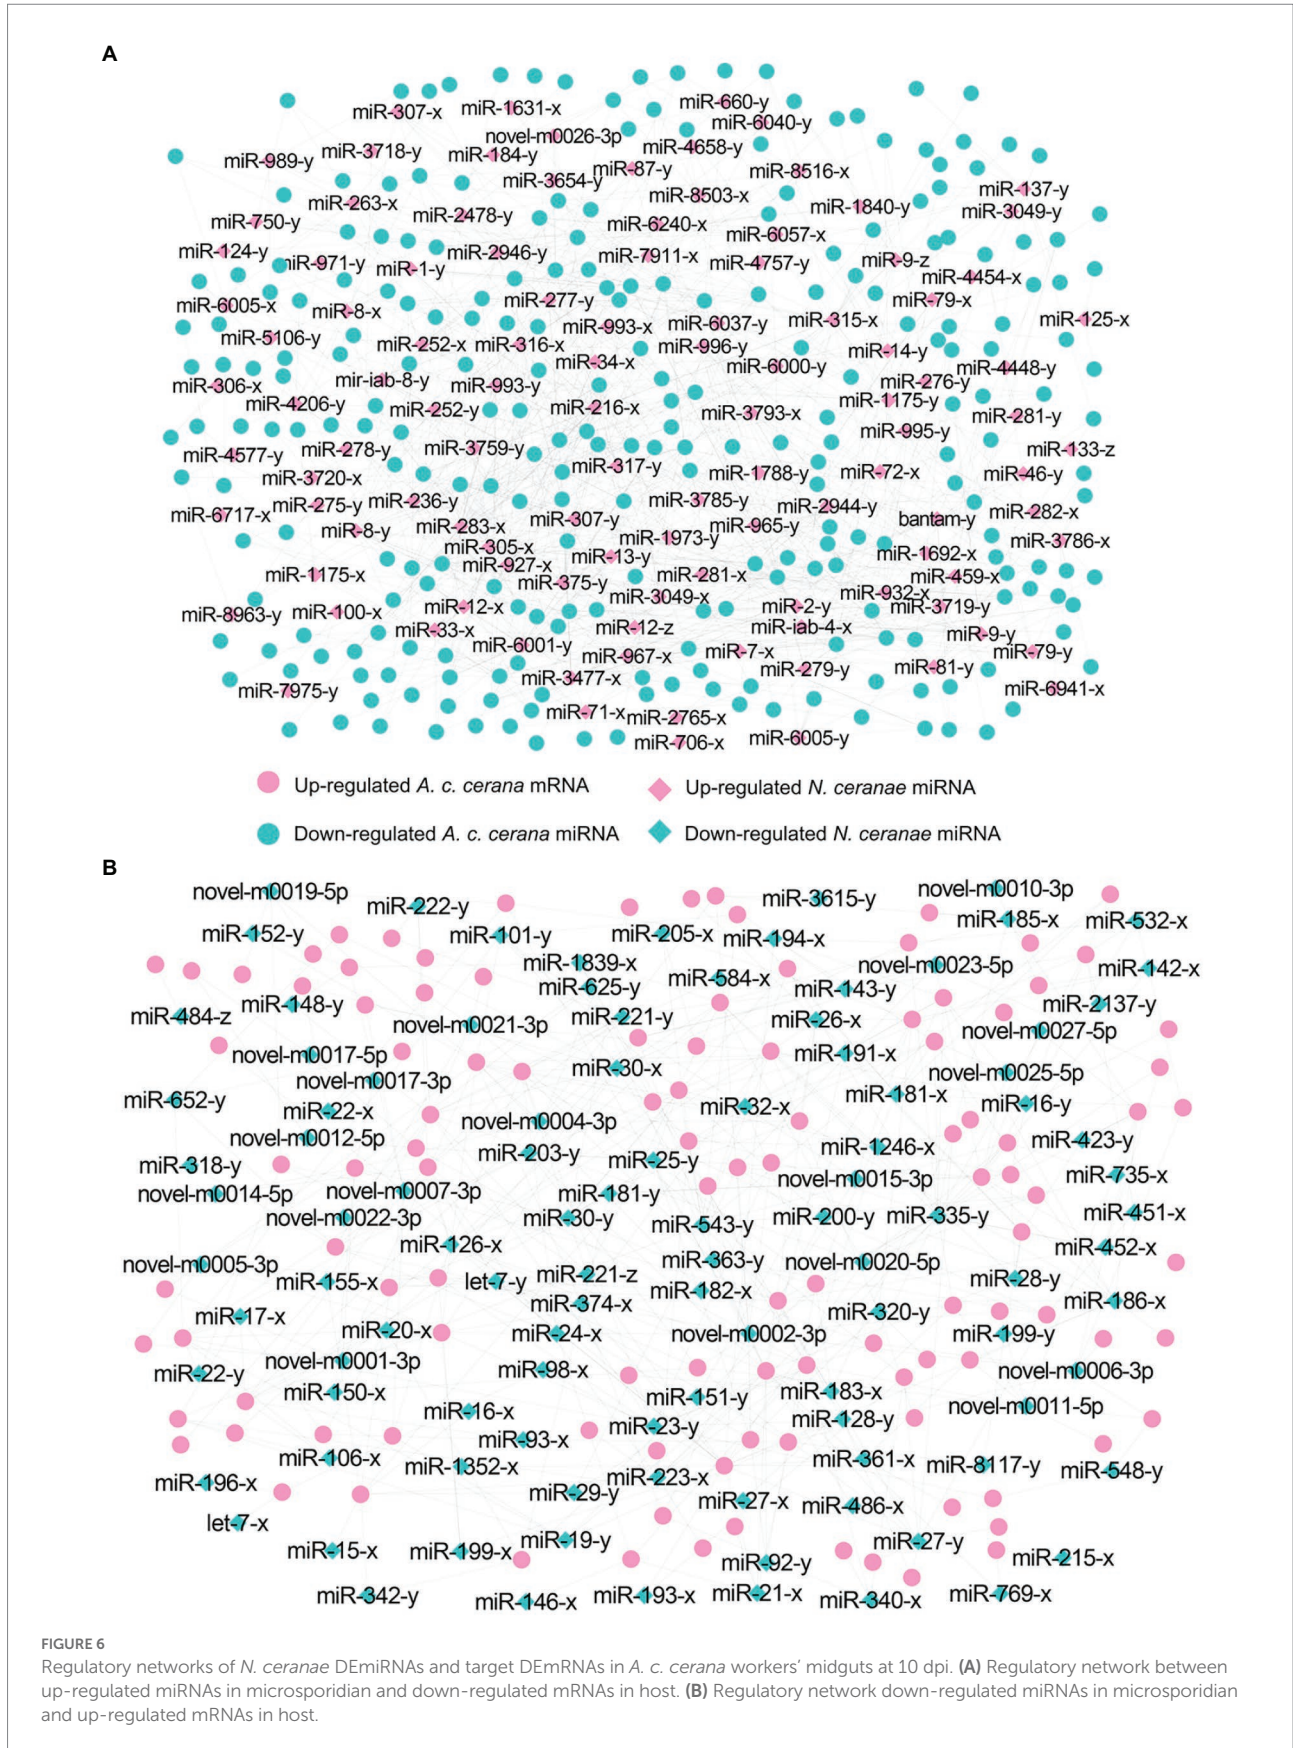 A
miR-660-y
miR-307-x miR-1631-x
miR-6040-y
novel-m0026-3p
miR-4658-y
miR-989-y miR-3718-y miR-184-y
miR-87-y miR-8516-x
miR-3654-y
miR-8503-x miR-137-y
miR-263-x miR-1840-y miR-3049-y
miR-750-y miR-2478-y
miR-6240-x miR-6057-x
miR-124-y miR-971-y miR-1-y miR-2946-y miR-7911-x miR-4757-y miR-9-z
miR-4454-x
miR-6005-x miR-8-x miR-277-y miR-79-x
miR-993-x miR-6037-y miR-315-x miR-125-x
miR-5106-y miR-252-x miR-316-x miR-996-y miR-14-y
miR-34-x miR-6000-y miR-4448-y
miR-306-x mir-iab-8-y miR-993-y miR-276-y
miR-4206-y miR-252-y miR-216-x miR-3793-x miR-1175-y miR-281-y
miR-995-y
miR-4577-y miR-278-y miR-3759-y miR-133-z
miR-3720-x miR-317-y miR-1788-y miR-72-x miR-46-y
miR-6717-x miR-275-y miR-236-y miR-3785-y miR-2944-y
miR-8-y miR-283-x miR-307-y miR-965-y bantam-y miR-282-x
miR-305-x miR-1973-y miR-3786-x
miR-927-x miR-13-y miR-1692-x
miR-1175-x miR-375-y miR-281-x miR-459-x
miR-3049-x miR-932-x
miR-8963-y miR-100-x miR-12-x miR-2-y miR-3719-y
miR-33-x miR-12-z miR-iab-4-x miR-9-y
miR-6001-y miR-967-x miR-7-x miR-79-y
miR-3477-x miR-279-y miR-81-y
miR-7975-y miR-6941-x
miR-71-x miR-2765-x
miR-706-x miR-6005-y
Up-regulated A. c. cerana mRNA Up-regulated N. ceranae miRNA
Down-regulated A. c. cerana miRNA Down-regulated N. ceranae miRNA
B
novel-m0019-5p miR-222-y miR-3615-y novel-m0010-3p
miR-152-y miR-101-y miR-205-x miR-194-x miR-185-x miR-532-x
miR-1839-x novel-m0023-5p miR-142-x
miR-625-y miR-584-x miR-143-y
miR-484-z miR-148-y miR-2137-y
novel-m0021-3p miR-221-y miR-26-x novel-m0027-5p
novel-m0017-5p miR-30-x miR-191-x
novel-m0017-3p novel-m0025-5p
miR-652-y miR-22-x miR-32-x miR-181-x miR-16-y
novel-m0012-5p novel-m0004-3p
miR-318-y miR-203-y miR-25-y miR-1246-x miR-423-y
novel-m0014-5p novel-m0007-3p miR-181-y novel-m0015-3p miR-735-x
novel-m0022-3p miR-30-y miR-543-y miR-200-y miR-335-y miR-451-x
novel-m0005-3p miR-126-x miR-363-y novel-m0020-5p miR-452-x
miR-155-x let-7-y miR-221-z miR-182-x miR-28-y
miR-17-x miR-374-x miR-320-y miR-186-x
miR-20-x miR-24-x novel-m0002-3p miR-199-y
miR-22-y novel-m0001-3p miR-98-x novel-m0006-3p
miR-150-x miR-151-y miR-183-x
miR-16-x miR-23-y miR-128-y novel-m0011-5p
miR-93-x
miR-106-x miR-1352-x miR-361-x miR-8117-y miR-548-y
miR-196-x miR-29-y miR-223-x miR-27-x miR-486-x
let-7-x
miR-15-x miR-199-x miR-19-y miR-27-y
miR-92-y miR-215-x
miR-342-y miR-146-x miR-193-x miR-21-x miR-340-x miR-769-x
FIGURE 6
Regulatory networks of N. ceranae DEmiRNAs and target DEmRNAs in A. c. cerana workers’ midguts at 10 dpi. (A) Regulatory network between
up-regulated miRNAs in microsporidian and down-regulated mRNAs in host. (B) Regulatory network down-regulated miRNAs in microsporidian
and up-regulated mRNAs in host.